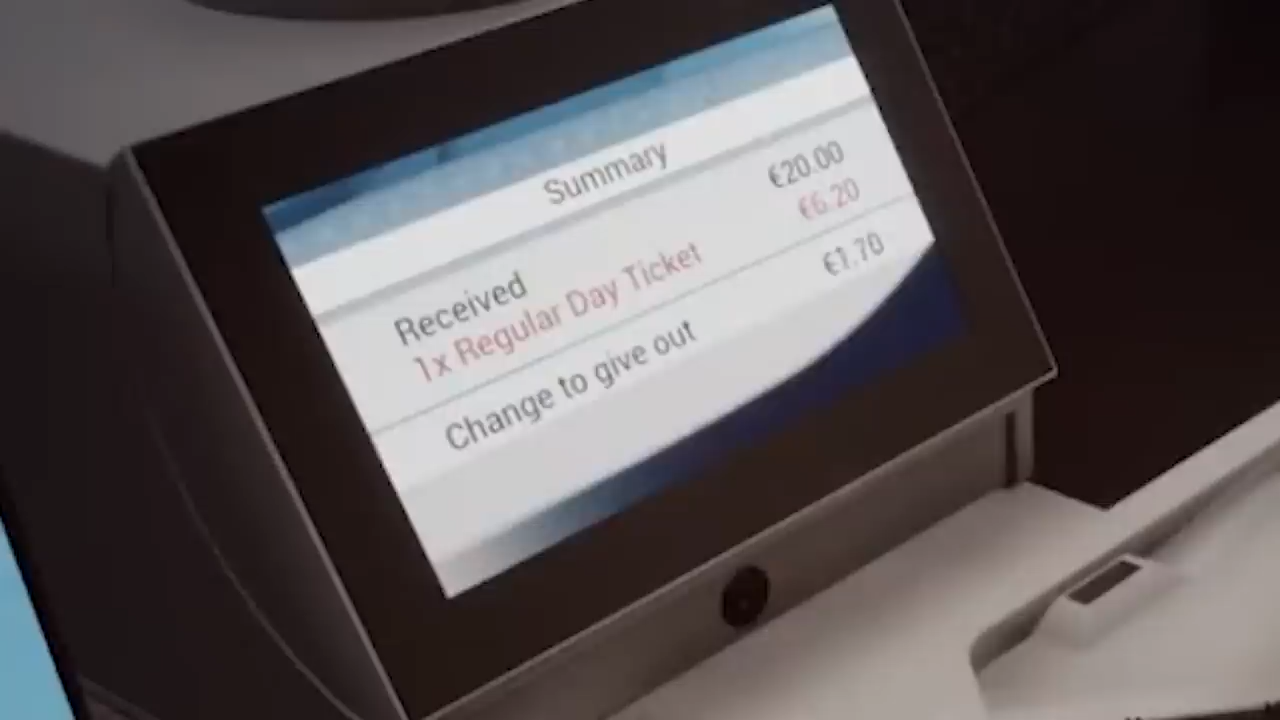 Summary
Received €20.00
1x Regular Day Ticket €6.20
Change to give out €1.70